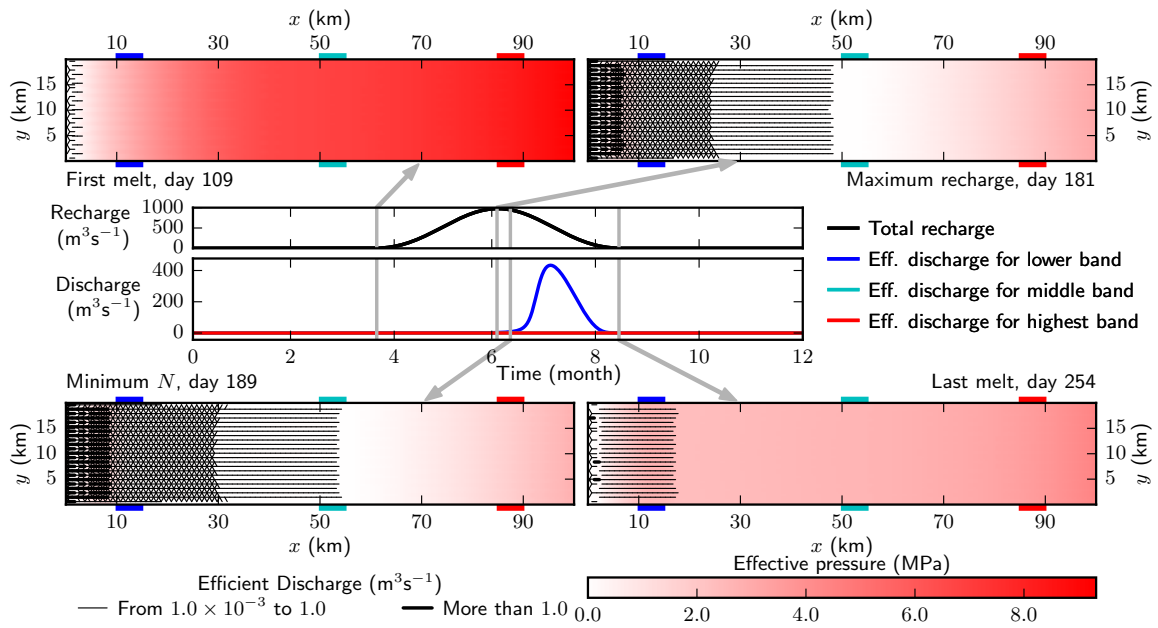 x (km) x (km)
10 30 50 70 90 10 30 50 70 90
y (km) 15 10 5 15 10 5 y (km)
First melt, day 109 Maximum recharge, day 181
Recharge (m³s⁻¹) 1000 500 0
Discharge (m³s⁻¹) 400 200 0
0 2 4 6 8 12
Time (month)
Total recharge
Eff. discharge for lower band
Eff. discharge for middle band
Eff. discharge for highest band
Minimum N, day 189 Last melt, day 254
y (km) 15 10 5 15 10 5 y (km)
10 30 50 70 90 10 30 50 70 90
x (km) x (km)
Efficient Discharge (m³s⁻¹)
From 1.0 × 10⁻³ to 1.0 More than 1.0
Effective pressure (MPa)
0.0 2.0 4.0 6.0 8.0